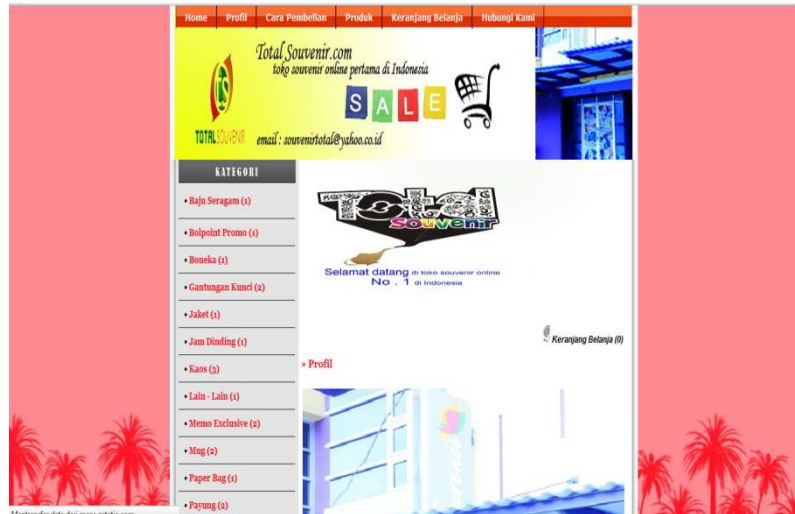 Home Profil Cara Pembelian Produk Keranjang Belanja Hubungi Kami
Total Souvenir.com
toko souvenir online pertama di Indonesia
SALE
TOTALSOUVENIR
email : souvenirtotal@yahoo.co.id
KATEGORI
• Baju Seragam (1)
• Bolpoint Promo (1)
• Boneka (1)
• Gantungan Kunci (2)
• Jaket (1)
• Jam Dinding (1)
• Kaos (3)
• Lain - Lain (1)
• Memo Exclusive (2)
• Mug (2)
• Paper Bag (1)
• Payung (2)
Total
souvenir
Selamat datang di toko souvenir online
No . 1 di Indonesia
Keranjang Belanja (0)
» Profil